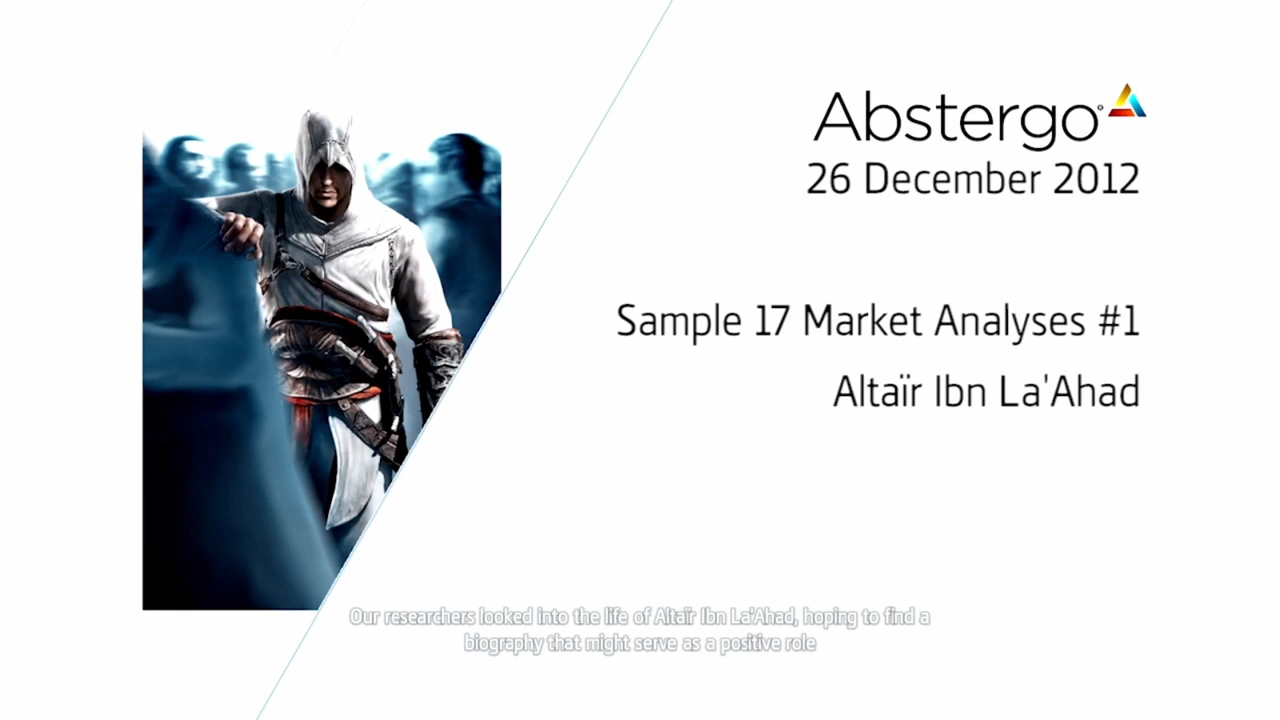 Abstergo
26 December 2012
Sample 17 Market Analyses #1
Altaïr Ibn La'Ahad
Our researchers looked into the life of Altaïr Ibn La'Ahad, hoping to find a
biography that might serve as a positive role